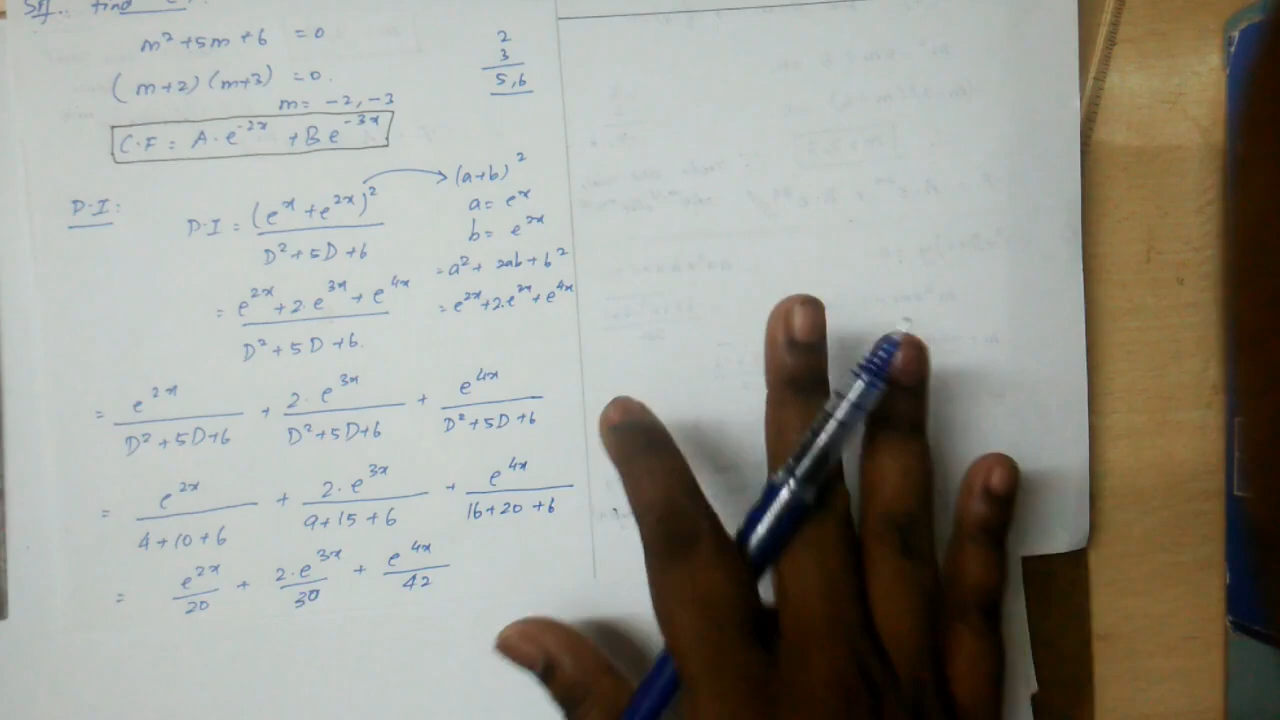 find
m² + 5m + 6 = 0
(m+2) (m+3) = 0.
m = -2, -3
2
3
5,6
C.F = A.e^-2x + Be^-3x
P.I :
P.I = (e^x + e^2x)² / D² + 5D + 6
(a+b)²
a = e^x
b = e^2x
= a² + 2ab + b²
= e^2x + 2.e^3x + e^4x
= e^2x + 2.e^3x + e^4x / D² + 5D + 6.
= e^2x / D² + 5D + 6 + 2.e^3x / D² + 5D + 6 + e^4x / D² + 5D + 6
= e^2x / 4+10+6 + 2.e^3x / 9+15+6 + e^4x / 16+20+6
= e^2x / 20 + 2.e^3x / 30 + e^4x / 42